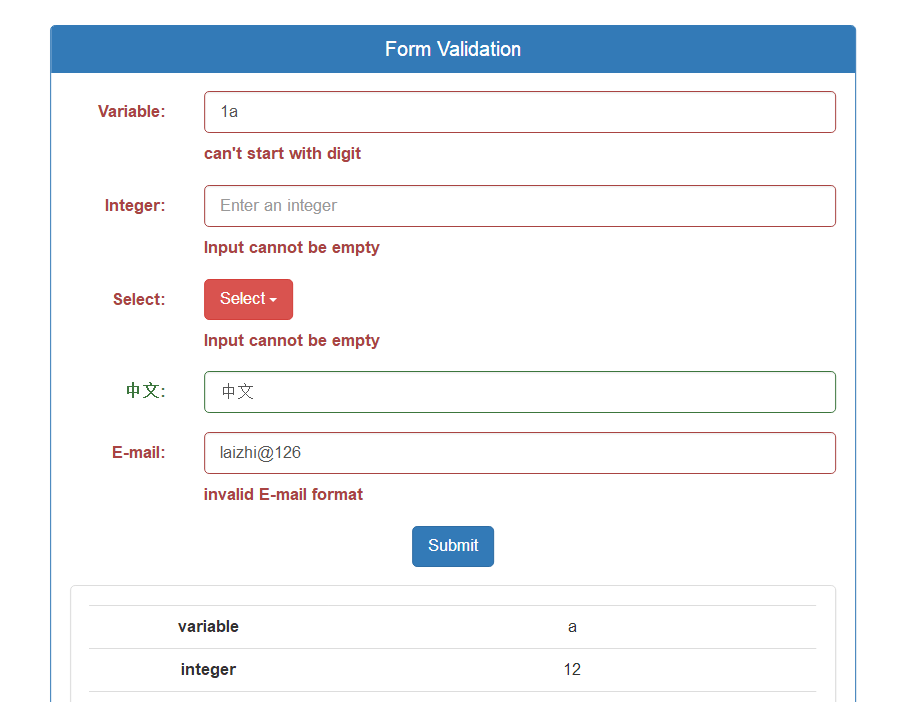 Form Validation
Variable: 1a
can't start with digit
Integer: Enter an integer
Input cannot be empty
Select: Select
Input cannot be empty
中文: 中文
E-mail: laizhi@126
invalid E-mail format
Submit
variable a
integer 12